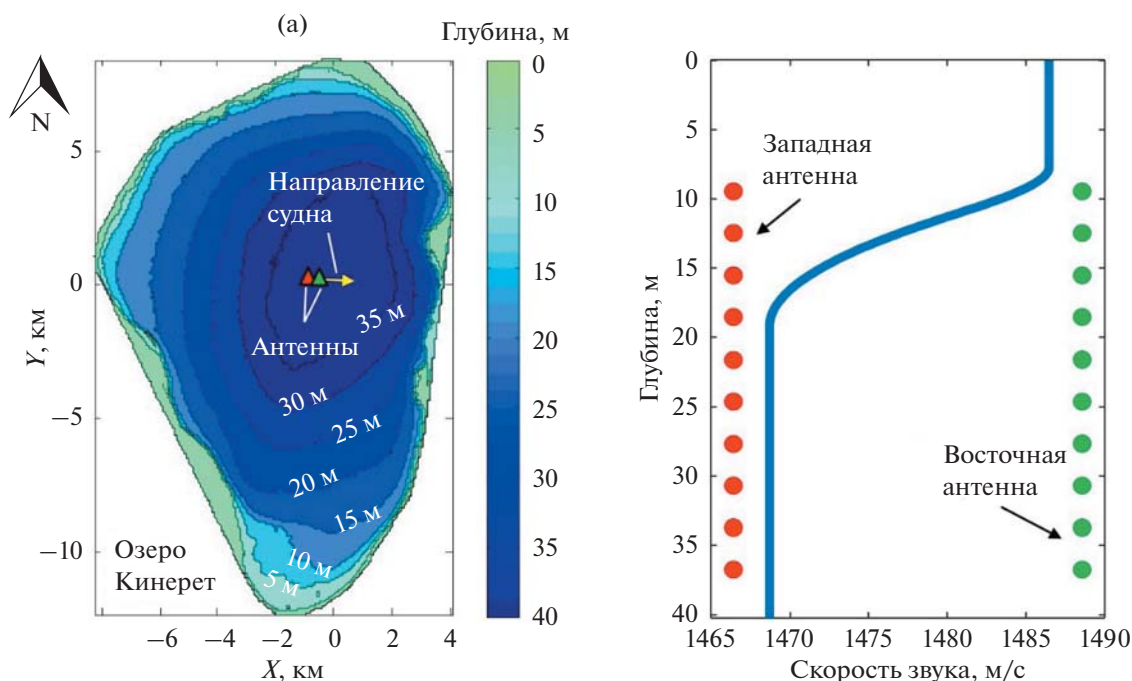 (а)
Глубина, м
N
Направление
судна
Антенны
35 м
30 м
25 м
20 м
15 м
10 м
5 м
Озеро
Кинерет
5
0
−5
−10
Y, км
−6
−4
−2
0
2
4
X, км
0
5
10
15
20
25
30
35
40
Западная
антенна
Восточная
антенна
0
5
10
15
20
25
30
35
40
Глубина, м
1465
1470
1475
1480
1485
1490
Скорость звука, м/с